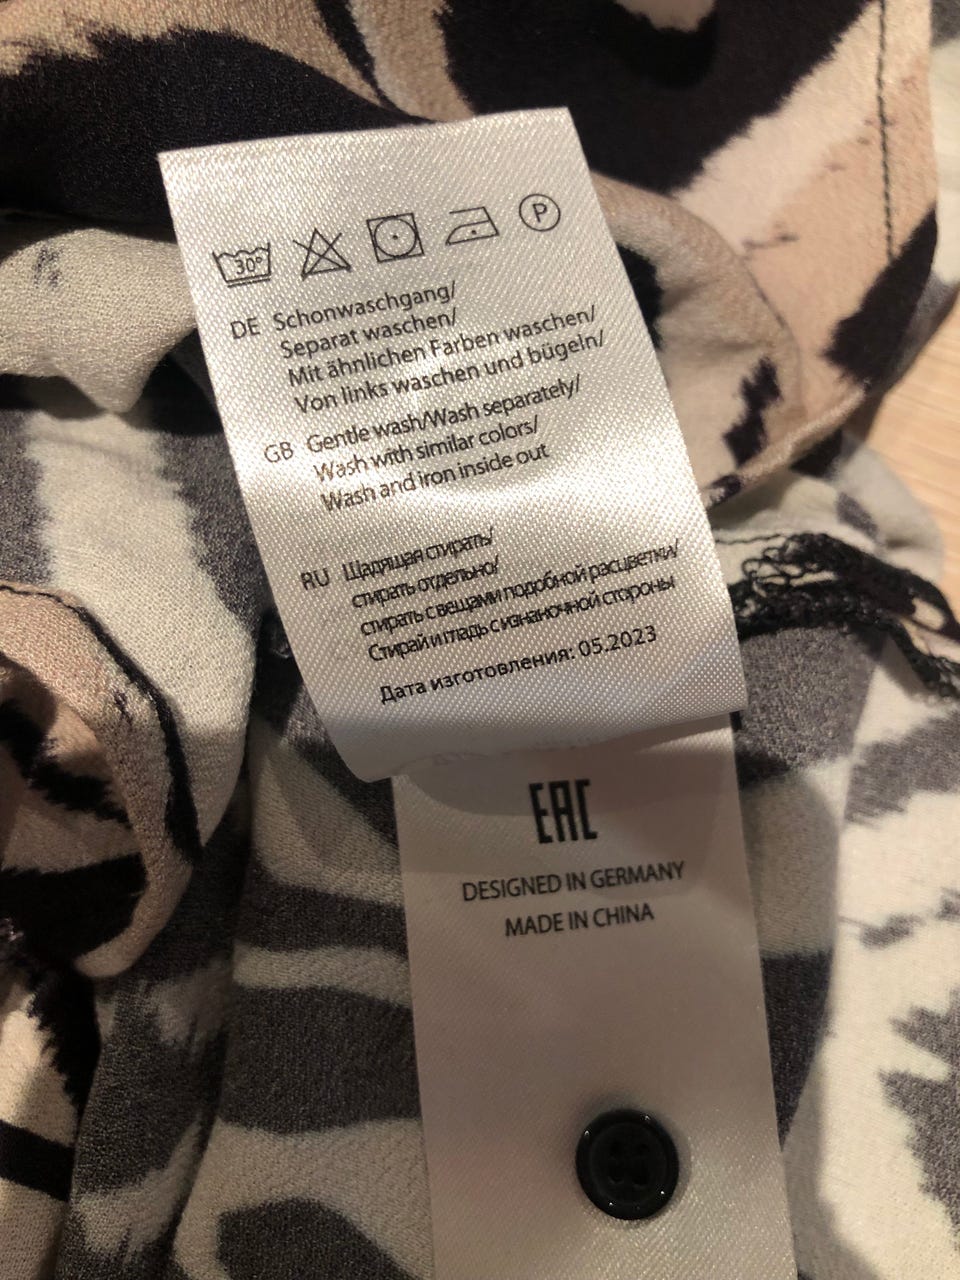 30°
P
DE Schonwaschgang/
Separat waschen/
Mit ähnlichen Farben waschen/
Von links waschen und bügeln/
GB Gentle wash/Wash separately/
Wash with similar colors/
Wash and iron inside out
RU Щадящая стирать/
стирать отдельно/
стирать с вещами подобной расцветки/
Стирай и гладь с изнаночной стороны
Дата изготовления: 05.2023
EAC
DESIGNED IN GERMANY
MADE IN CHINA